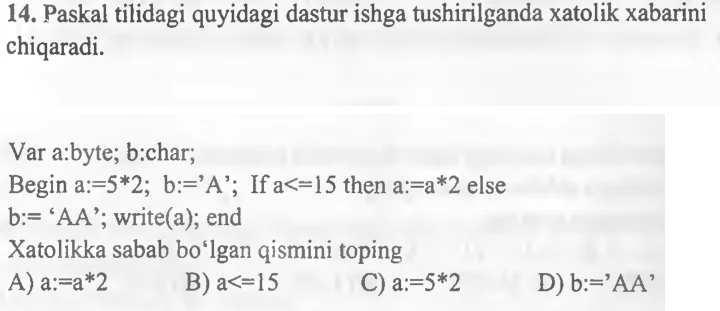 14. Paskal tilidagi quyidagi dastur ishga tushirilganda xatolik xabarini
chiqaradi.
Var a:byte; b:char;
Begin a:=5*2; b:=’A’; If a<=15 then a:=a*2 else
b:= ‘AA’; write(a); end
Xatolikka sabab bo‘lgan qismini toping
A) a:=a*2 B) a<=15 C) a:=5*2 D) b:=’AA’